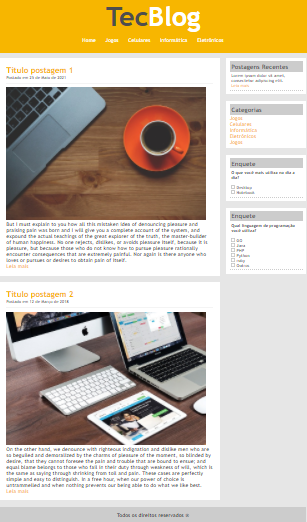 TecBlog
Home Jogos Celulares Informática Eletrônicos
Titulo postagem 1
Postado em 25 de Maio de 2021
But I must explain to you how all this mistaken idea of denouncing pleasure and
praising pain was born and I will give you a complete account of the system, and
expound the actual teachings of the great explorer of the truth, the master-builder
of human happiness. No one rejects, dislikes, or avoids pleasure itself, because it is
pleasure, but because those who do not know how to pursue pleasure rationally
encounter consequences that are extremely painful. Nor again is there anyone who
loves or pursues or desires to obtain pain of itself.
Leia mais
Titulo postagem 2
Postado em 12 de Março de 2018
On the other hand, we denounce with righteous indignation and dislike men who are
so beguiled and demoralized by the charms of pleasure of the moment, so blinded by
desire, that they cannot foresee the pain and trouble that are bound to ensue; and
equal blame belongs to those who fail in their duty through weakness of will, which is
the same as saying through shrinking from toil and pain. These cases are perfectly
simple and easy to distinguish. In a free hour, when our power of choice is
untrammelled and when nothing prevents our being able to do what we like best.
Leia mais
Postagens Recentes
Lorem ipsum dolor sit amet,
consectetur adipiscing elit.
Leia mais
Categorias
Jogos
Celulares
Informática
Eletrônicos
Jogos
Enquete
O que você mais utiliza no dia a
dia?
Desktop
Notebook
Enquete
Qual linguagem de programação
você utiliza?
Java
PHP
Python
ruby
Outros
Todos os direitos reservados ®